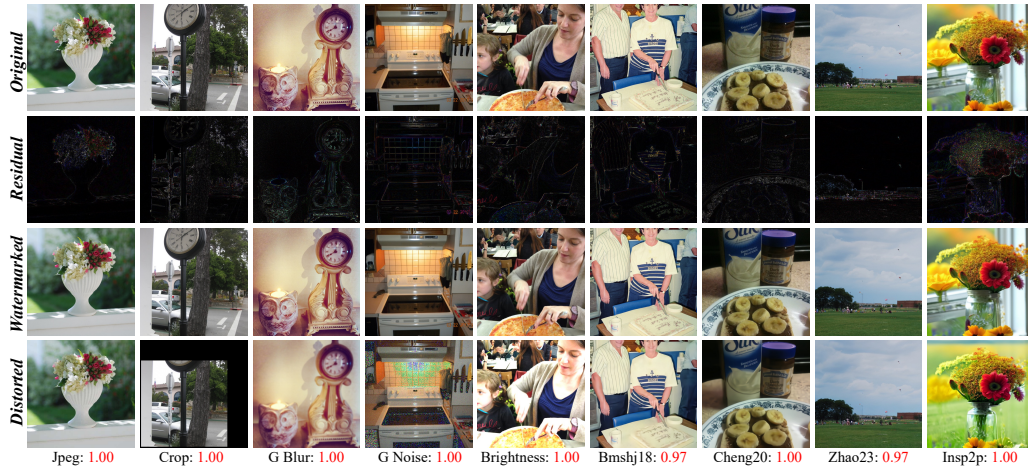 Original
Residual
Watermarked
Distorted
Jpeg: 1.00 Crop: 1.00 G Blur: 1.00 G Noise: 1.00 Brightness: 1.00 Bmshj18: 0.97 Cheng20: 1.00 Zhao23: 0.97 Insp2p: 1.00